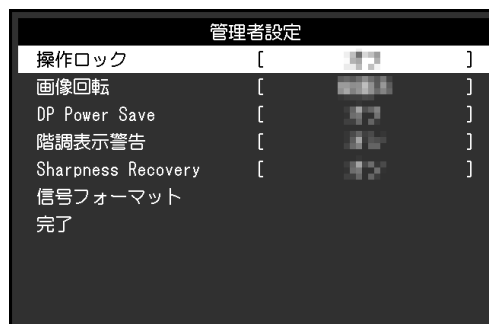 管理者設定
操作ロック [ ]
画像回転 [ ]
DP Power Save [ ]
階調表示警告 [ ]
Sharpness Recovery [ ]
信号フォーマット
完了